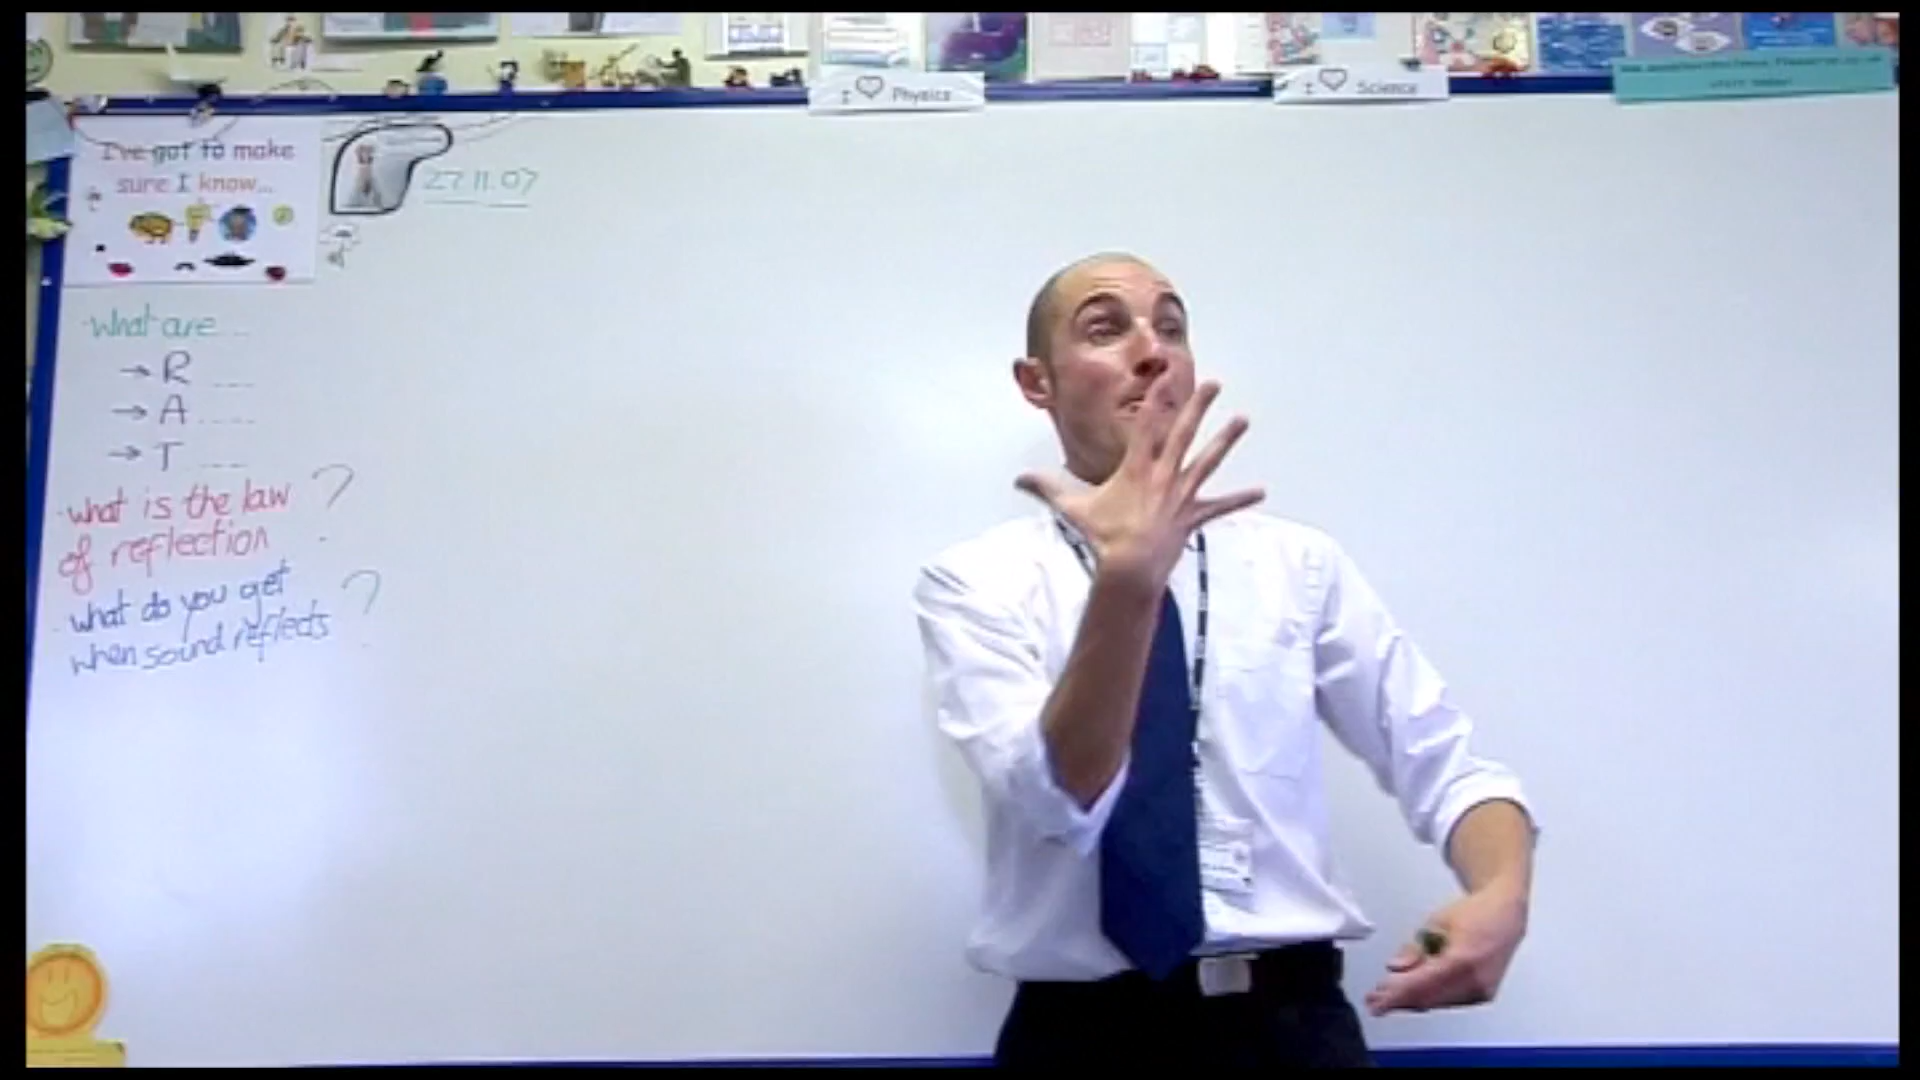 I ♡ Physics
I ♡ Science
I've got to make
sure I know...
27.11.07
· What are ...
→ R ---
→ A ----
→ T ---
· what is the law ?
of reflection
· what do you get ?
when sound reflects